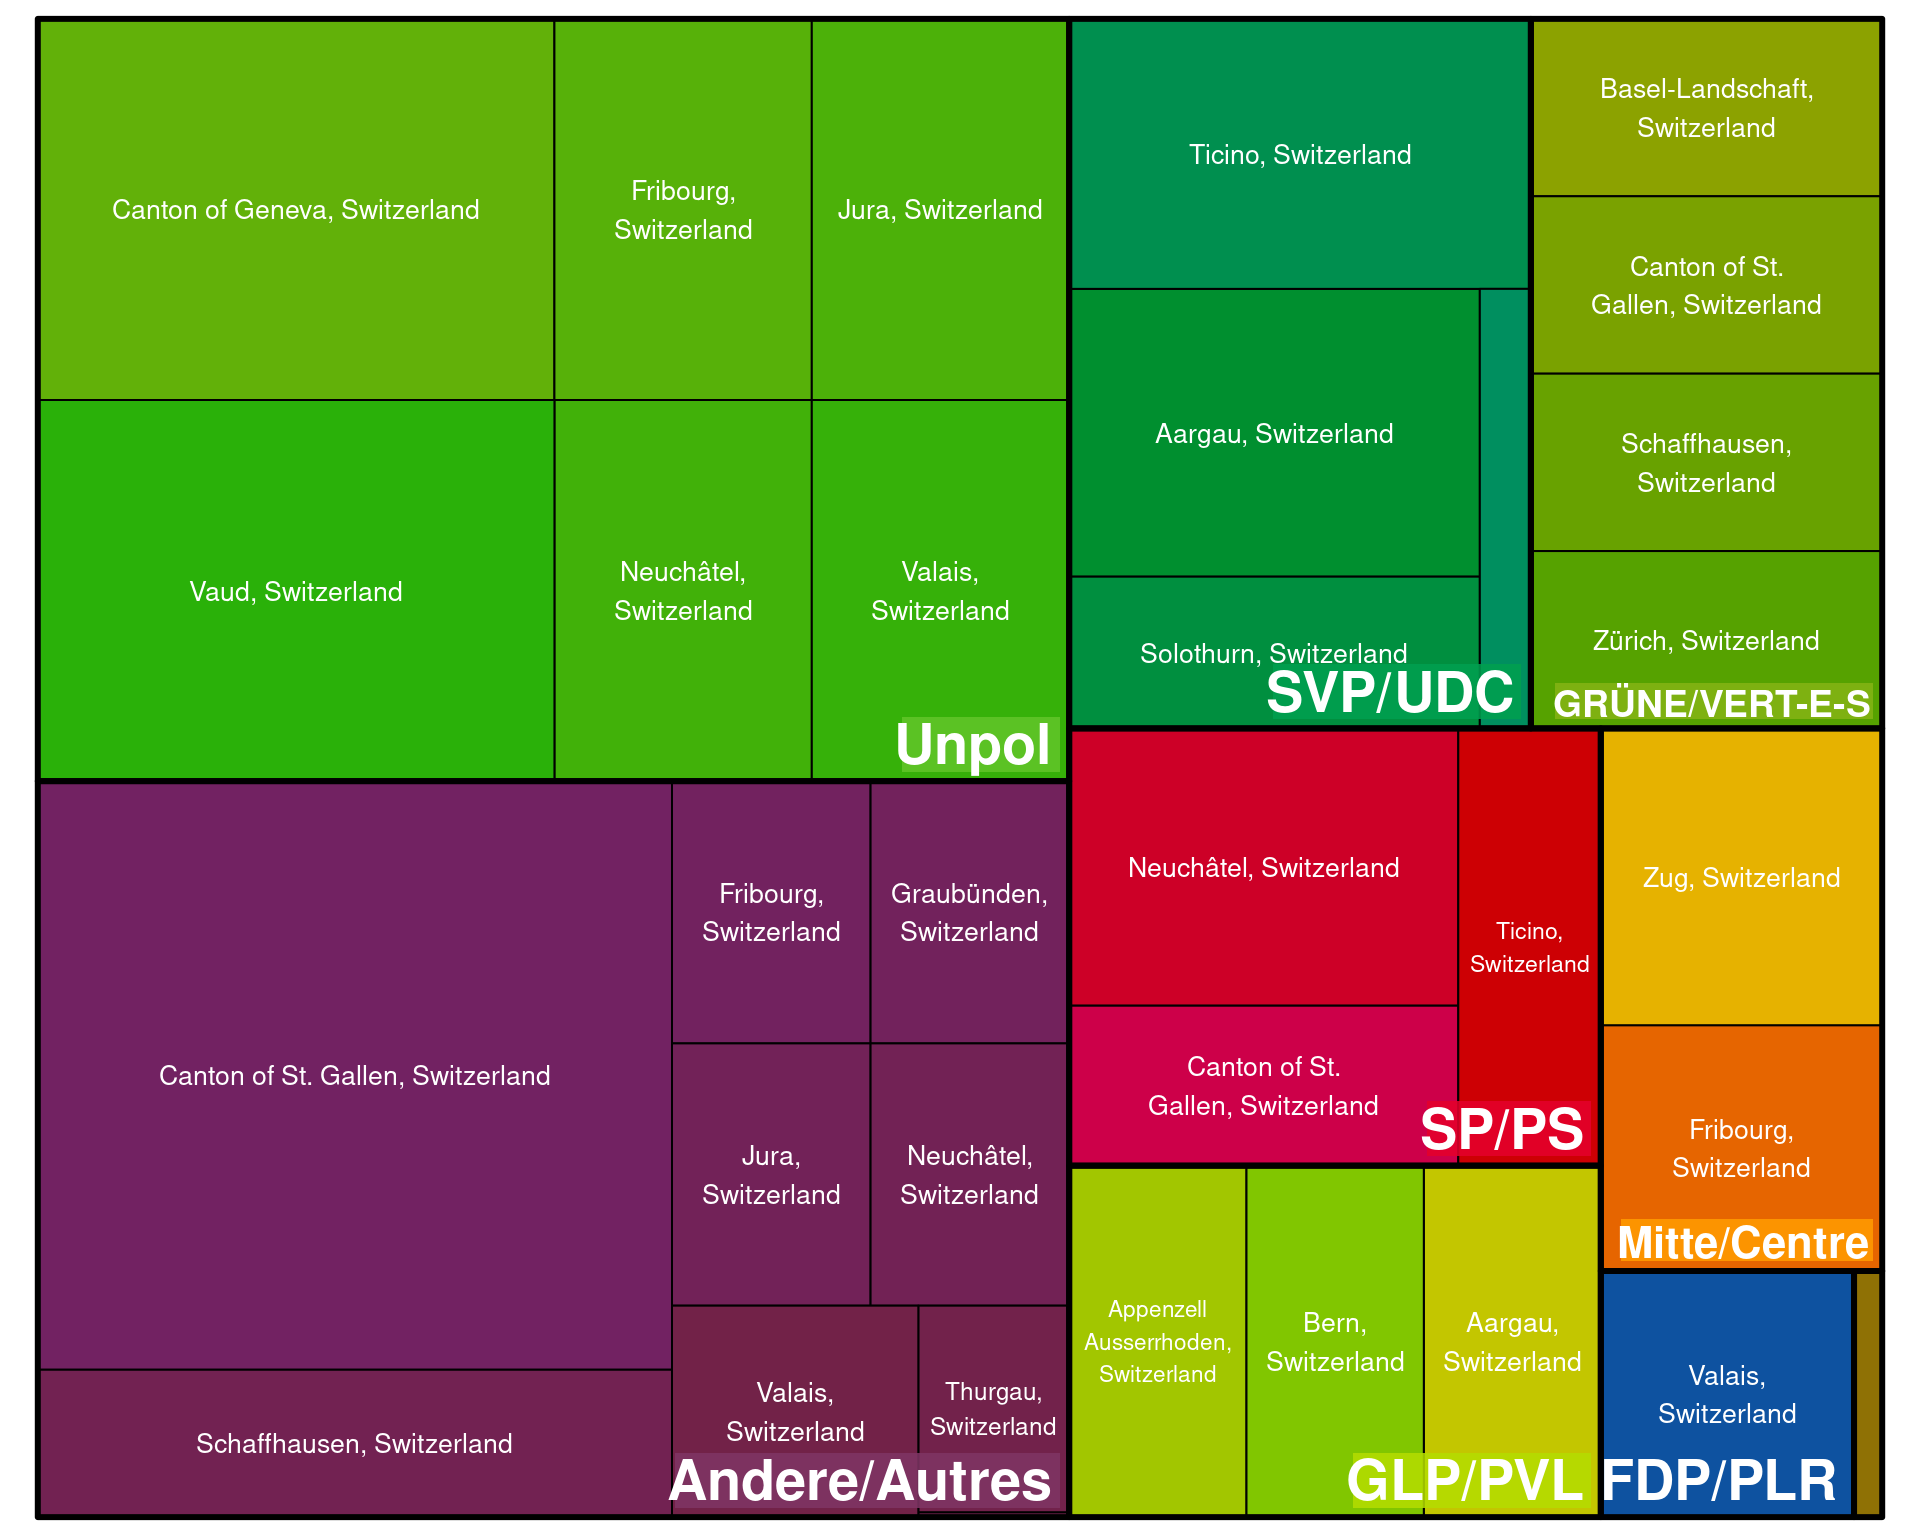 Canton of Geneva, Switzerland
Fribourg,
Switzerland
Jura, Switzerland
Vaud, Switzerland
Neuchâtel,
Switzerland
Valais,
Switzerland
Unpol
Canton of St. Gallen, Switzerland
Fribourg,
Switzerland
Graubünden,
Switzerland
Jura,
Switzerland
Neuchâtel,
Switzerland
Schaffhausen, Switzerland
Valais,
Switzerland
Thurgau,
Switzerland
Andere/Autres
Ticino, Switzerland
Aargau, Switzerland
Solothurn, Switzerland
SVP/UDC
Basel-Landschaft,
Switzerland
Canton of St.
Gallen, Switzerland
Schaffhausen,
Switzerland
Zürich, Switzerland
GRÜNE/VERT-E-S
Neuchâtel, Switzerland
Ticino,
Switzerland
Canton of St.
Gallen, Switzerland
SP/PS
Zug, Switzerland
Fribourg,
Switzerland
Mitte/Centre
Appenzell
Ausserrhoden,
Switzerland
Bern,
Switzerland
Aargau,
Switzerland
GLP/PVL
Valais,
Switzerland
FDP/PLR